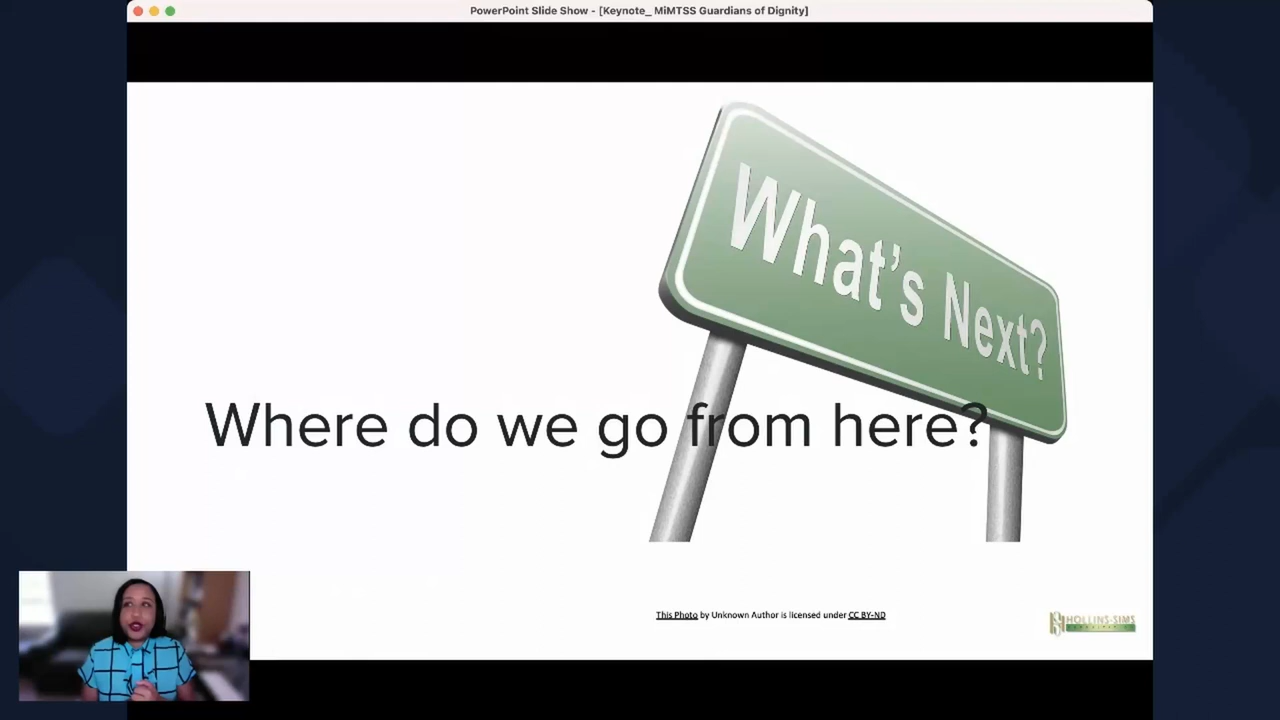 PowerPoint Slide Show - [Keynote_ MiMTSS Guardians of Dignity]
What's Next?
Where do we go from here?
This Photo by Unknown Author is licensed under CC BY-ND
HOLLINS-SIMS